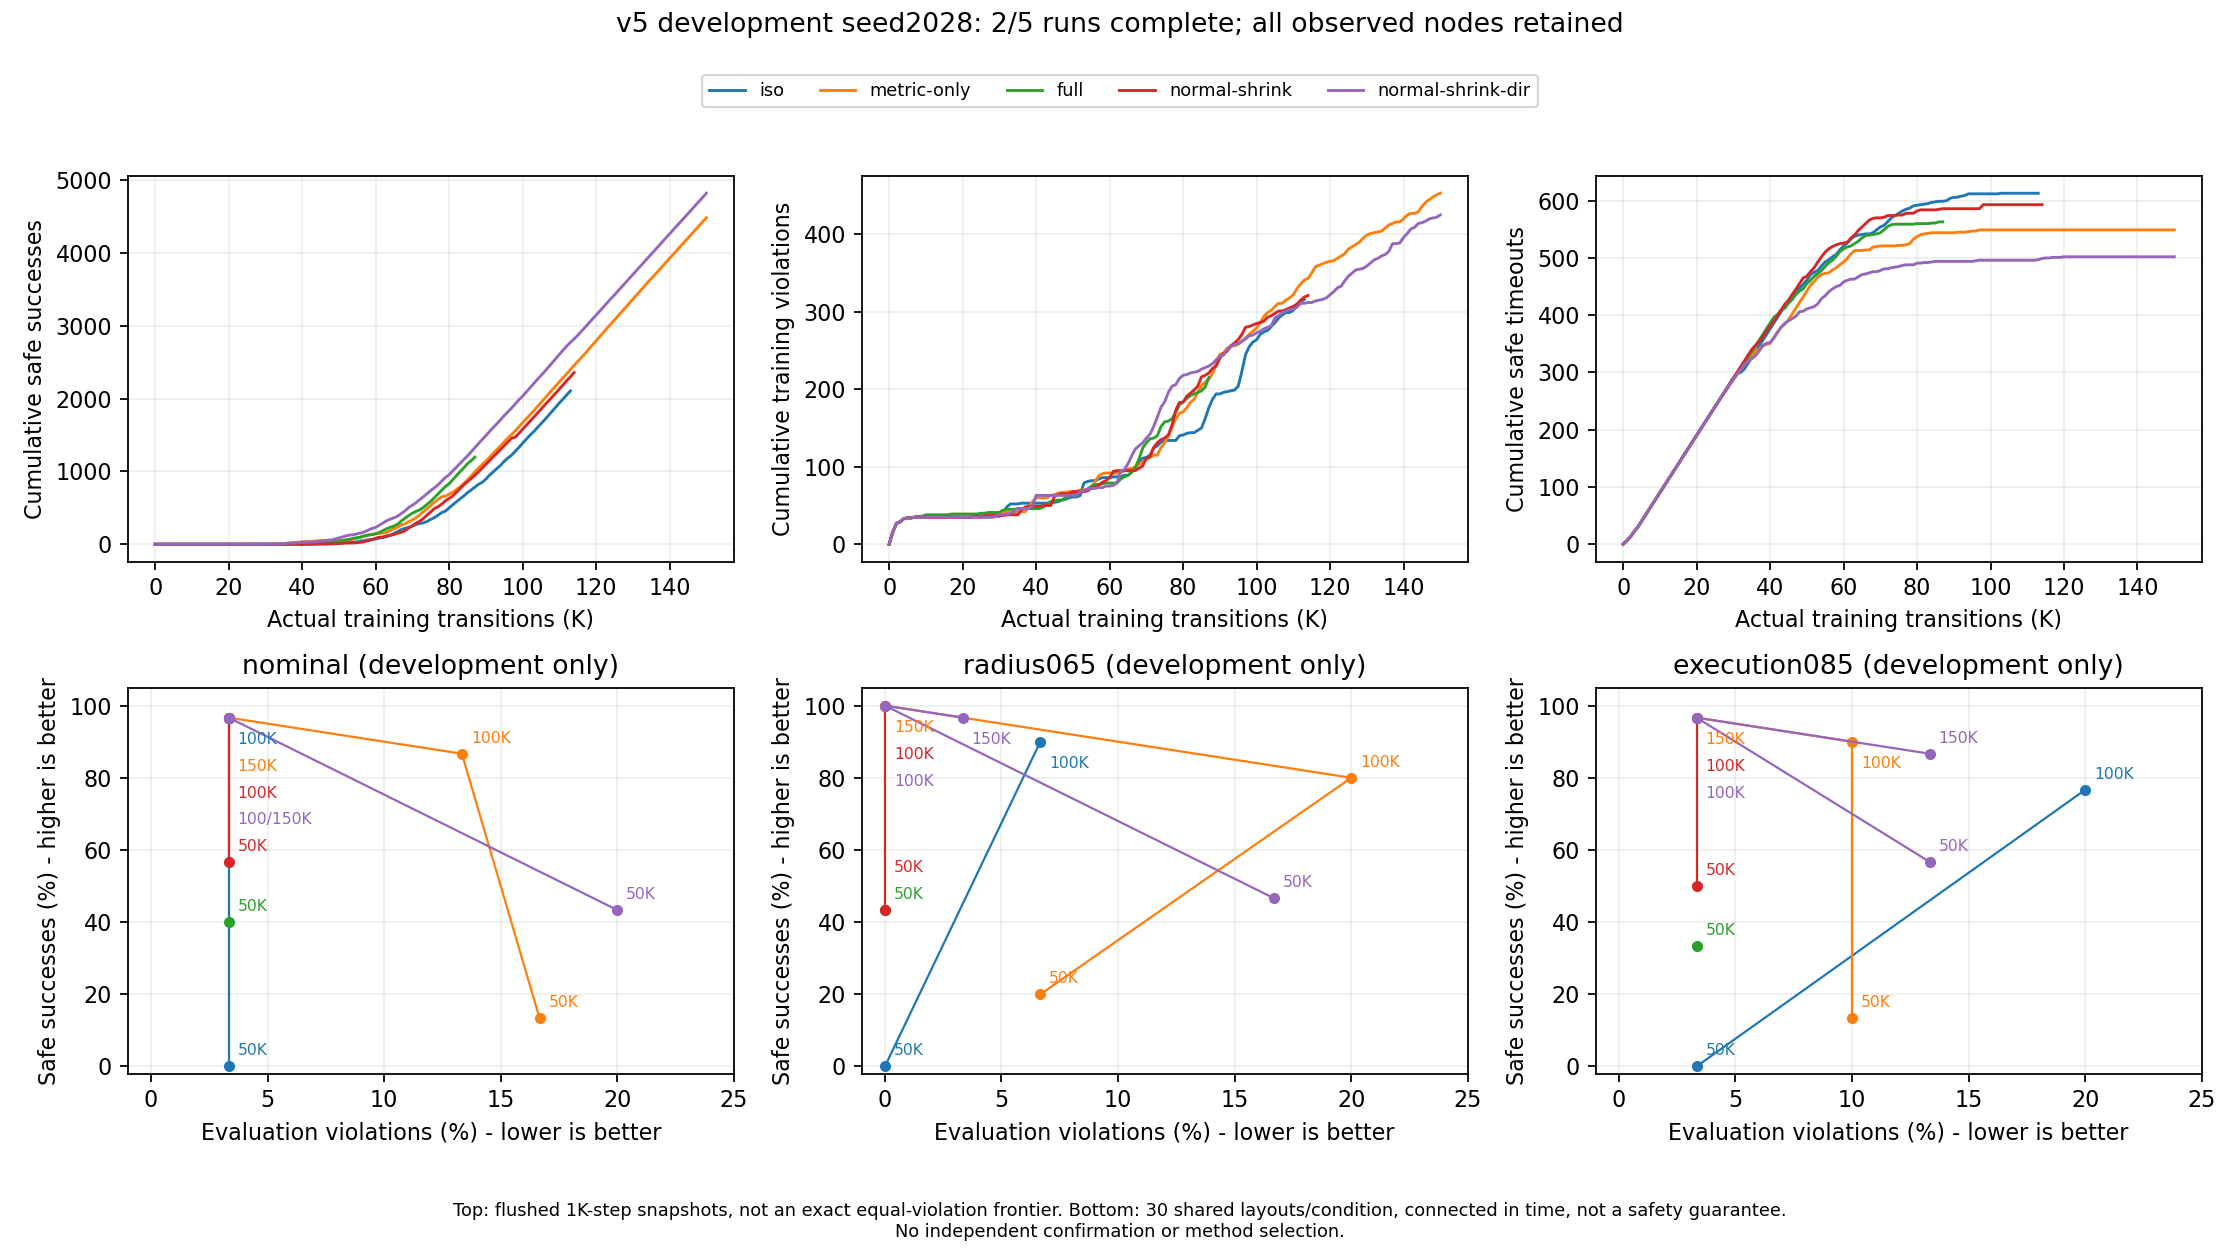 v5 development seed2028: 2/5 runs complete; all observed nodes retained
iso
metric-only
full
normal-shrink
normal-shrink-dir
Cumulative safe successes
5000
4000
3000
2000
1000
0
0 20 40 60 80 100 120 140
Actual training transitions (K)
Cumulative training violations
400
300
200
100
0
0 20 40 60 80 100 120 140
Actual training transitions (K)
Cumulative safe timeouts
600
500
400
300
200
100
0
0 20 40 60 80 100 120 140
Actual training transitions (K)
nominal (development only)
Safe successes (%) - higher is better
100
80
60
40
20
0
100K
150K
100K
100/150K
50K
50K
50K
100K
50K
50K
0 5 10 15 20 25
Evaluation violations (%) - lower is better
radius065 (development only)
Safe successes (%) - higher is better
100
80
60
40
20
0
150K
150K
100K
100K
100K
100K
50K
50K
50K
50K
50K
0 5 10 15 20 25
Evaluation violations (%) - lower is better
execution085 (development only)
Safe successes (%) - higher is better
100
80
60
40
20
0
150K
150K
100K
100K
100K
100K
50K
50K
50K
50K
50K
0 5 10 15 20 25
Evaluation violations (%) - lower is better
Top: flushed 1K-step snapshots, not an exact equal-violation frontier. Bottom: 30 shared layouts/condition, connected in time, not a safety guarantee.
No independent confirmation or method selection.